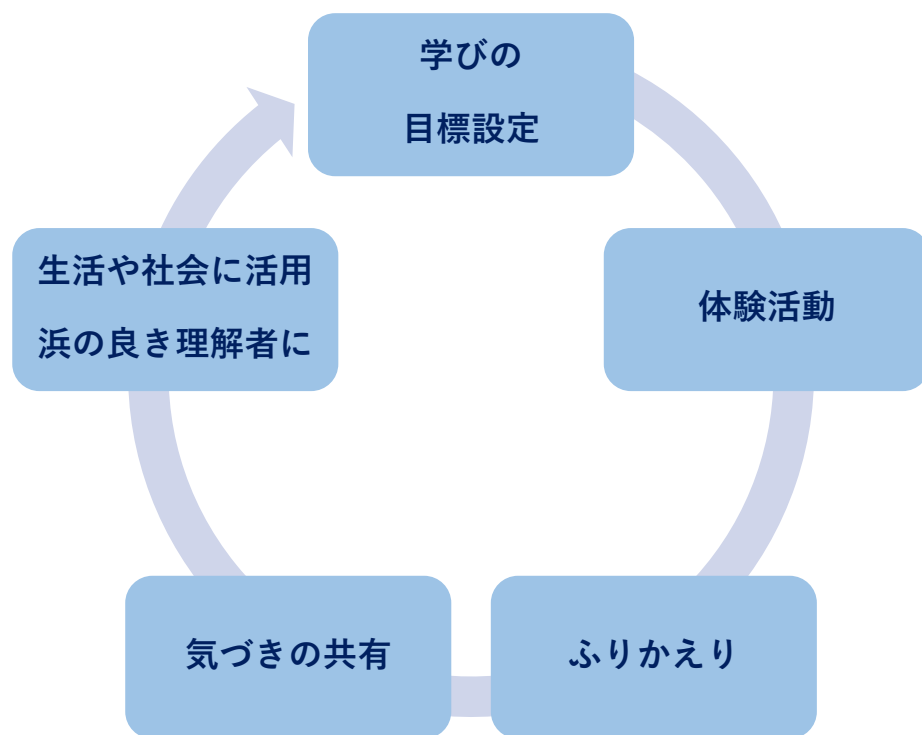 学びの
目標設定
体験活動
ふりかえり
気づきの共有
生活や社会に活用
浜の良き理解者に